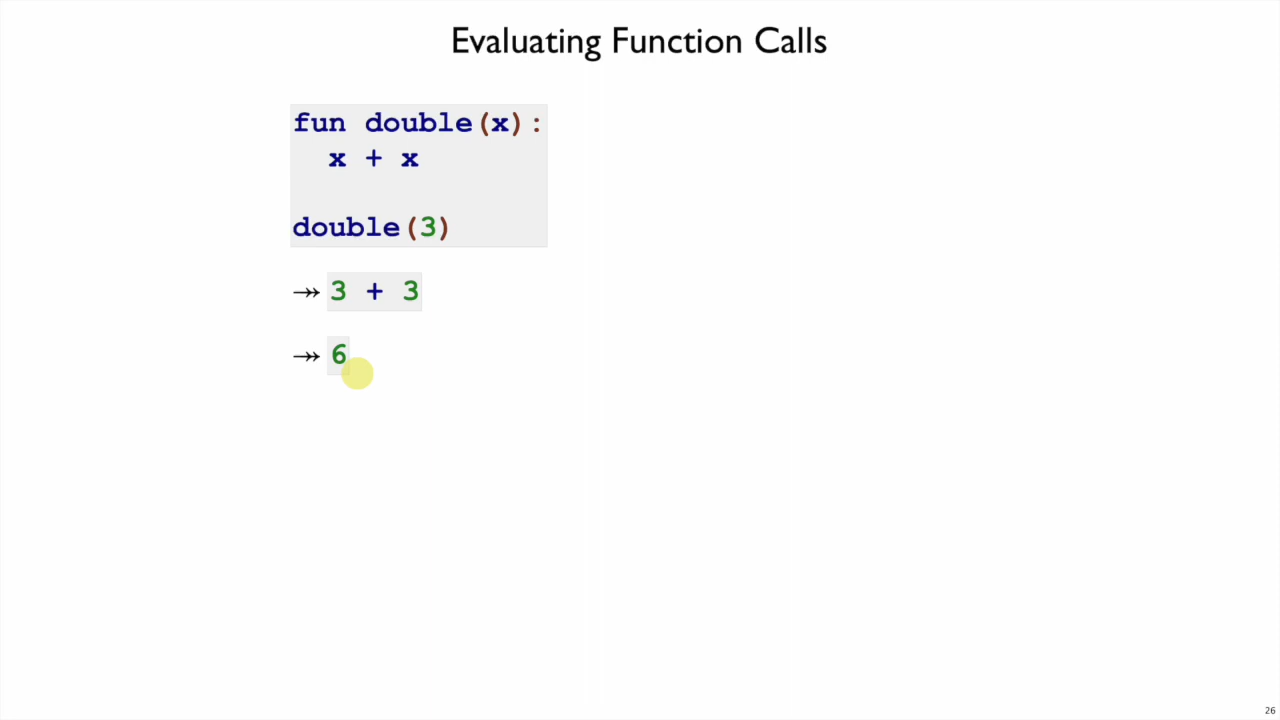 Evaluating Function Calls
fun double(x):
  x + x
double(3)
↠ 3 + 3
↠ 6
26